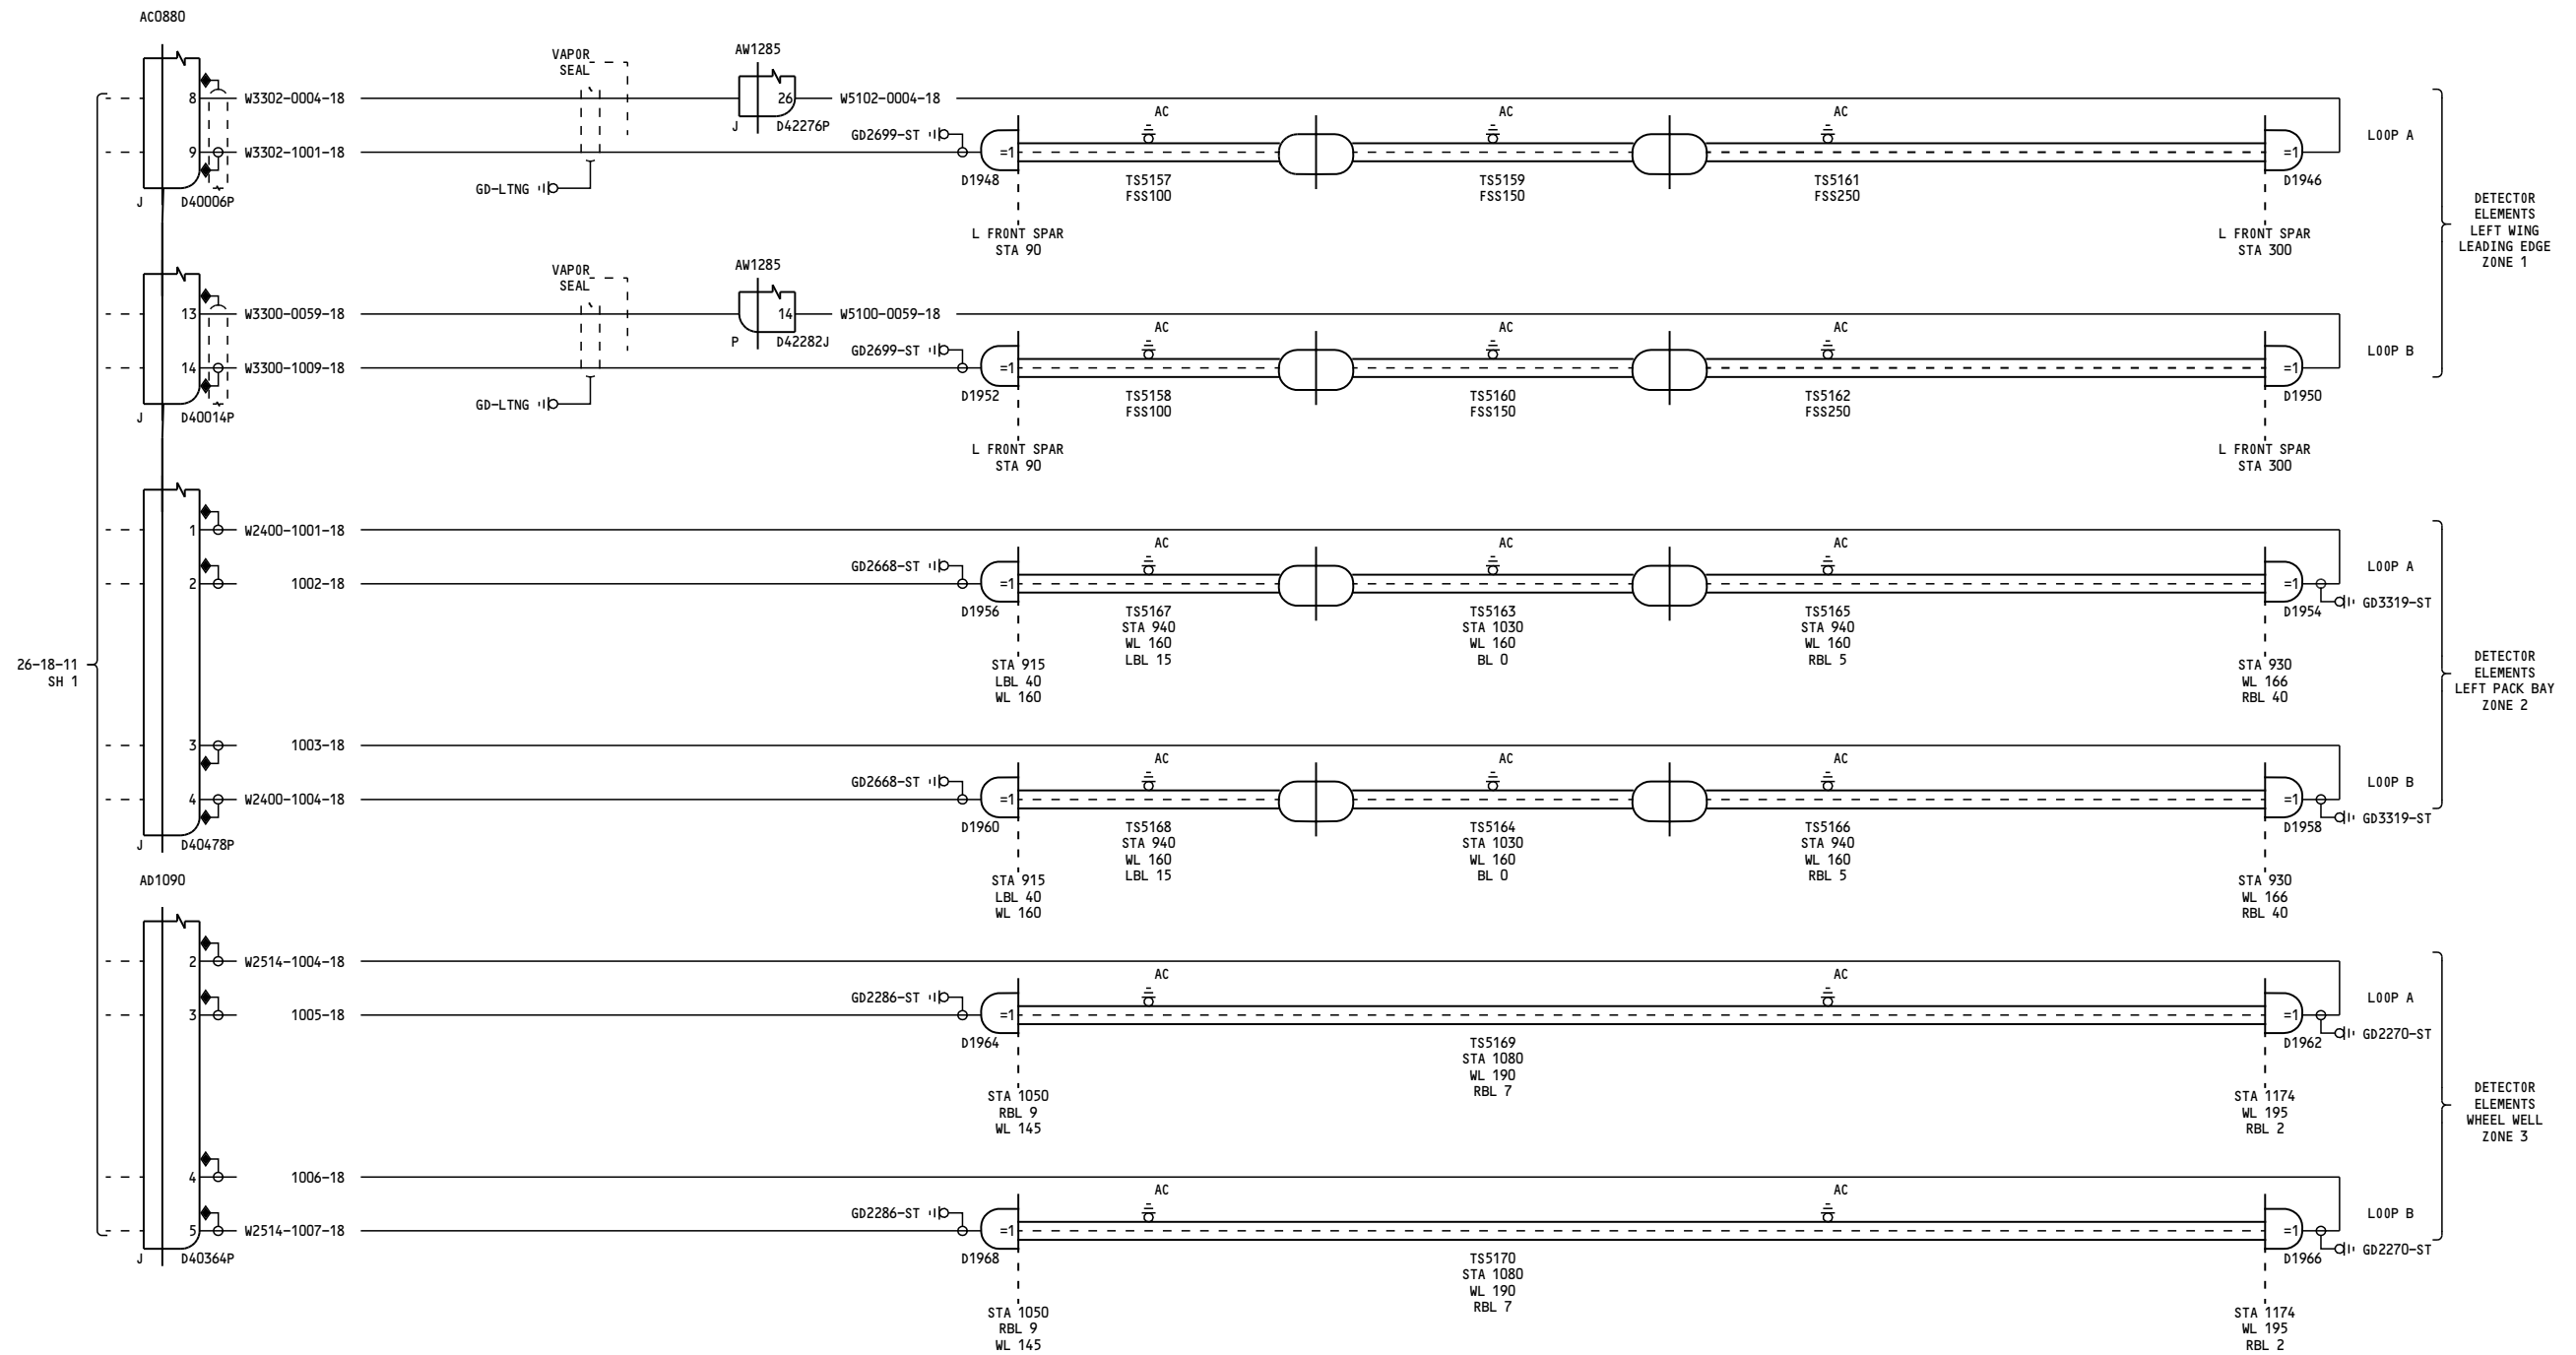 AC0880
VAPOR
SEAL
AW1285
8
W3302-0004-18
26
W5102-0004-18
J
D42276P
AC
AC
AC
GD2699-ST
LOOP A
9
W3302-1001-18
=1
=1
D1948
TS5157
FSS100
TS5159
FSS150
TS5161
FSS250
D1946
GD-LTNG
J
D40006P
L FRONT SPAR
STA 90
L FRONT SPAR
STA 300
DETECTOR
ELEMENTS
LEFT WING
LEADING EDGE
ZONE 1
VAPOR
SEAL
AW1285
13
W3300-0059-18
14
W5100-0059-18
P
D42282J
AC
AC
AC
GD2699-ST
LOOP B
14
W3300-1009-18
=1
=1
D1952
TS5158
FSS100
TS5160
FSS150
TS5162
FSS250
D1950
GD-LTNG
J
D40014P
L FRONT SPAR
STA 90
L FRONT SPAR
STA 300
1
W2400-1001-18
AC
AC
AC
GD2668-ST
LOOP A
2
1002-18
=1
=1
GD3319-ST
D1956
TS5167
STA 940
WL 160
LBL 15
TS5163
STA 1030
WL 160
BL 0
TS5165
STA 940
WL 160
RBL 5
D1954
STA 915
LBL 40
WL 160
STA 930
WL 166
RBL 40
26-18-11
SH 1
DETECTOR
ELEMENTS
LEFT PACK BAY
ZONE 2
3
1003-18
AC
AC
AC
GD2668-ST
LOOP B
4
W2400-1004-18
=1
=1
GD3319-ST
D1960
TS5168
STA 940
WL 160
LBL 15
TS5164
STA 1030
WL 160
BL 0
TS5166
STA 940
WL 160
RBL 5
D1958
J
D40478P
STA 915
LBL 40
WL 160
STA 930
WL 166
RBL 40
AD1090
2
W2514-1004-18
AC
AC
GD2286-ST
LOOP A
3
1005-18
=1
=1
GD2270-ST
D1964
TS5169
STA 1080
WL 190
RBL 7
D1962
STA 1050
RBL 9
WL 145
STA 1174
WL 195
RBL 2
DETECTOR
ELEMENTS
WHEEL WELL
ZONE 3
4
1006-18
AC
AC
GD2286-ST
LOOP B
5
W2514-1007-18
=1
=1
GD2270-ST
J
D40364P
D1968
TS5170
STA 1080
WL 190
RBL 7
D1966
STA 1050
RBL 9
WL 145
STA 1174
WL 195
RBL 2